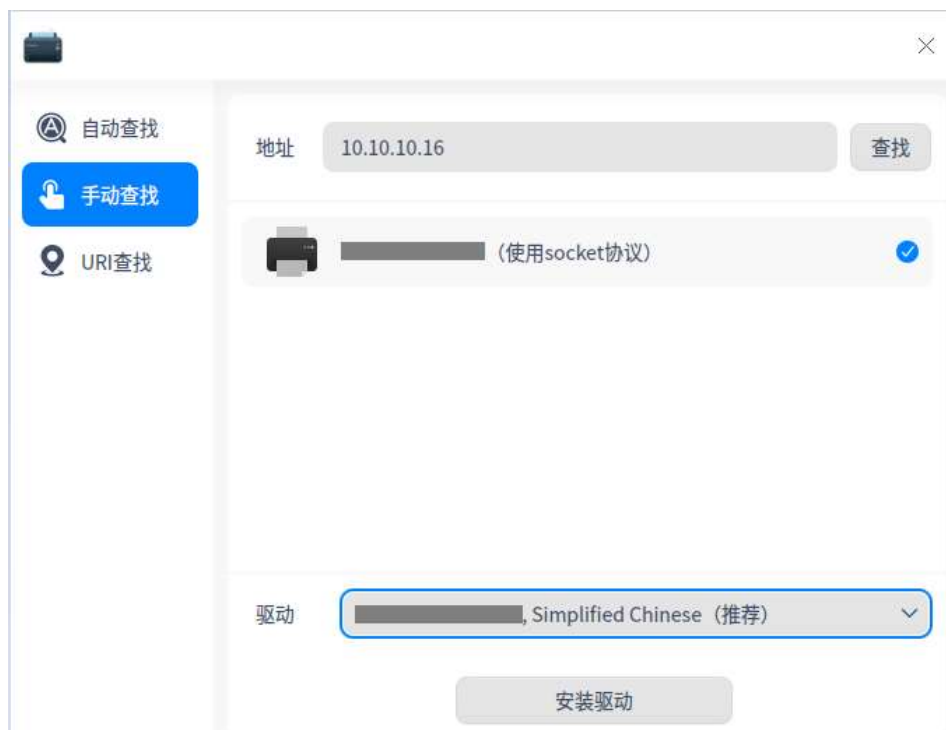 自动查找
手动查找
URI查找
地址
10.10.10.16
查找
（使用socket协议）
驱动
, Simplified Chinese（推荐）
安装驱动